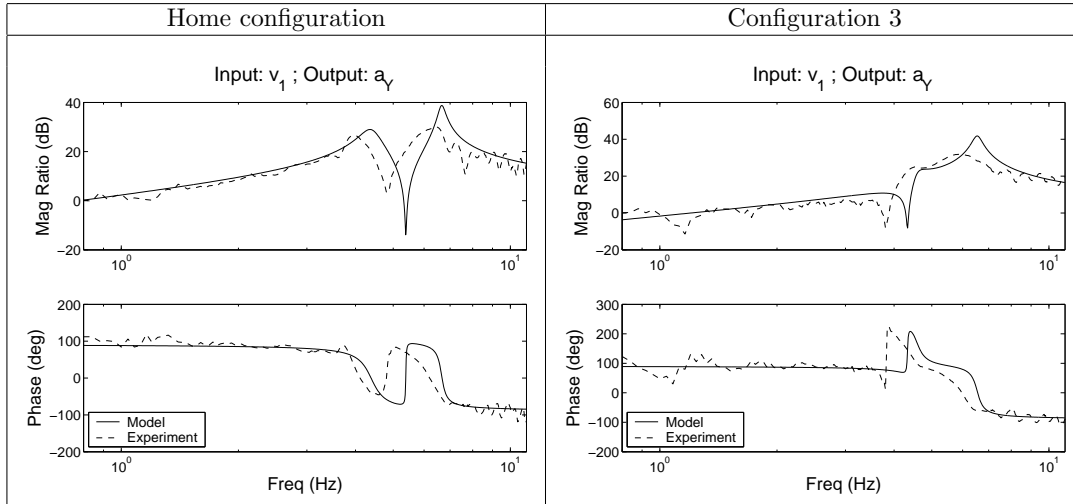 Home configuration
Configuration 3
Input: v1 ; Output: aY
Mag Ratio (dB)
40
20
0
−20
10^0
10^1
Phase (deg)
200
100
0
−100
−200
Model
Experiment
10^0
10^1
Freq (Hz)
Input: v1 ; Output: aY
Mag Ratio (dB)
60
40
20
0
−20
10^0
10^1
Phase (deg)
300
200
100
0
−100
−200
Model
Experiment
10^0
10^1
Freq (Hz)